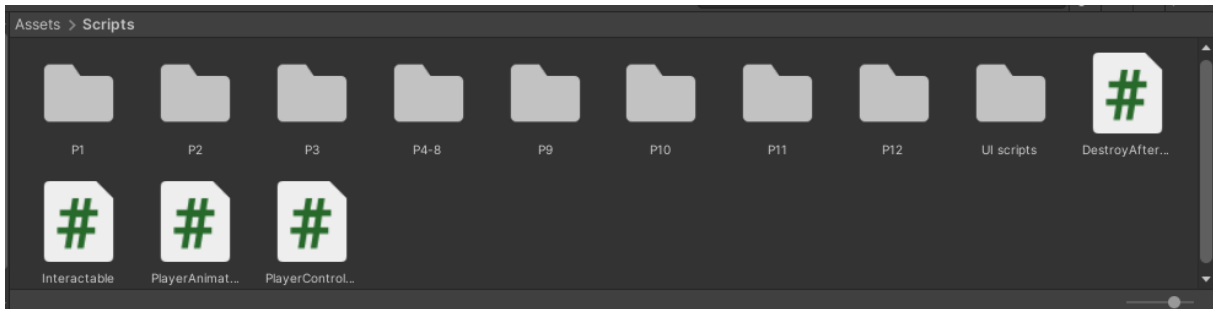 Assets > Scripts
P1 P2 P3 P4-8 P9 P10 P11 P12 UI scripts DestroyAfter...
Interactable PlayerAnimat... PlayerControl...